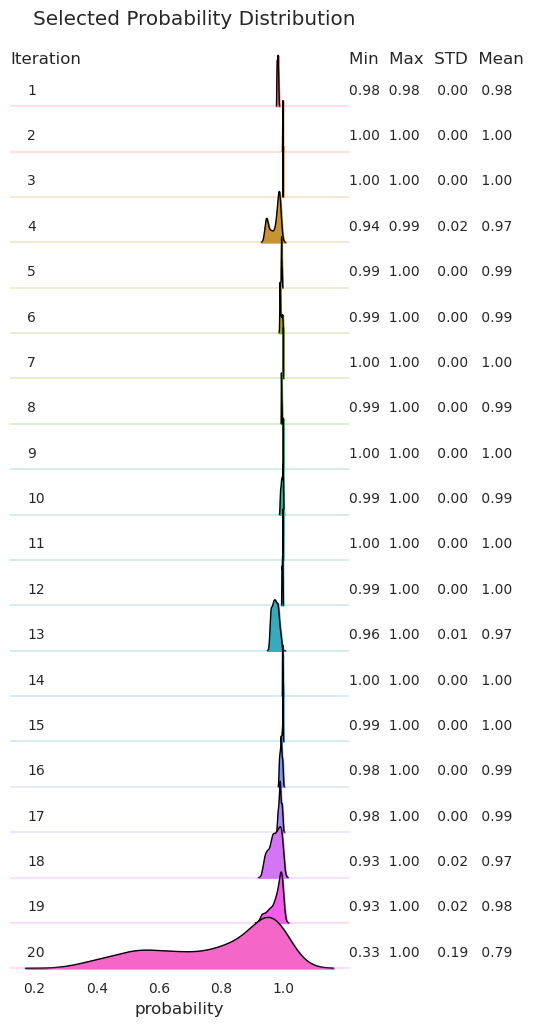 Selected Probability Distribution
Iteration Min Max STD Mean
1 0.98 0.98 0.00 0.98
2 1.00 1.00 0.00 1.00
3 1.00 1.00 0.00 1.00
4 0.94 0.99 0.02 0.97
5 0.99 1.00 0.00 0.99
6 0.99 1.00 0.00 0.99
7 1.00 1.00 0.00 1.00
8 0.99 1.00 0.00 0.99
9 1.00 1.00 0.00 1.00
10 0.99 1.00 0.00 0.99
11 1.00 1.00 0.00 1.00
12 0.99 1.00 0.00 1.00
13 0.96 1.00 0.01 0.97
14 1.00 1.00 0.00 1.00
15 0.99 1.00 0.00 1.00
16 0.98 1.00 0.00 0.99
17 0.98 1.00 0.00 0.99
18 0.93 1.00 0.02 0.97
19 0.93 1.00 0.02 0.98
20 0.33 1.00 0.19 0.79
0.2 0.4 0.6 0.8 1.0
probability